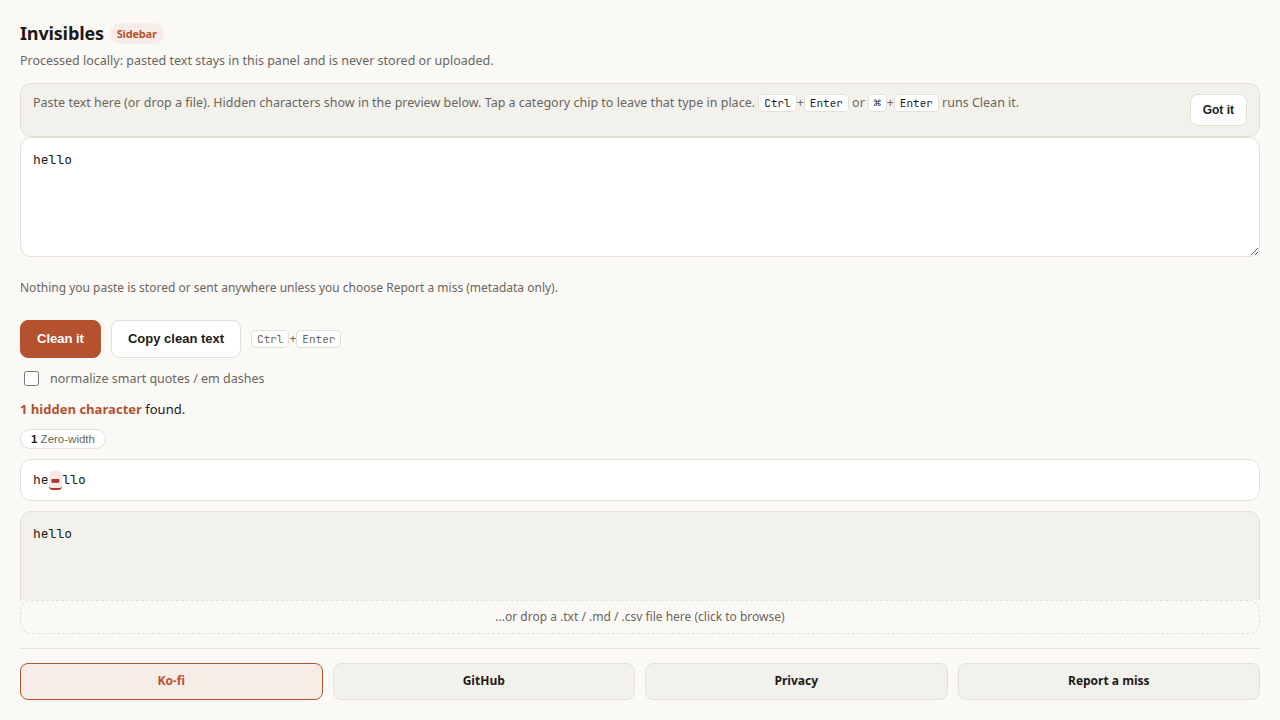 Invisibles Sidebar
Processed locally: pasted text stays in this panel and is never stored or uploaded.
Paste text here (or drop a file). Hidden characters show in the preview below. Tap a category chip to leave that type in place. Ctrl+Enter or ⌘+Enter runs Clean it.
Got it
hello
Nothing you paste is stored or sent anywhere unless you choose Report a miss (metadata only).
Clean it Copy clean text Ctrl+Enter
normalize smart quotes / em dashes
1 hidden character found.
1 Zero-width
hello
hello
...or drop a .txt / .md / .csv file here (click to browse)
Ko-fi GitHub Privacy Report a miss